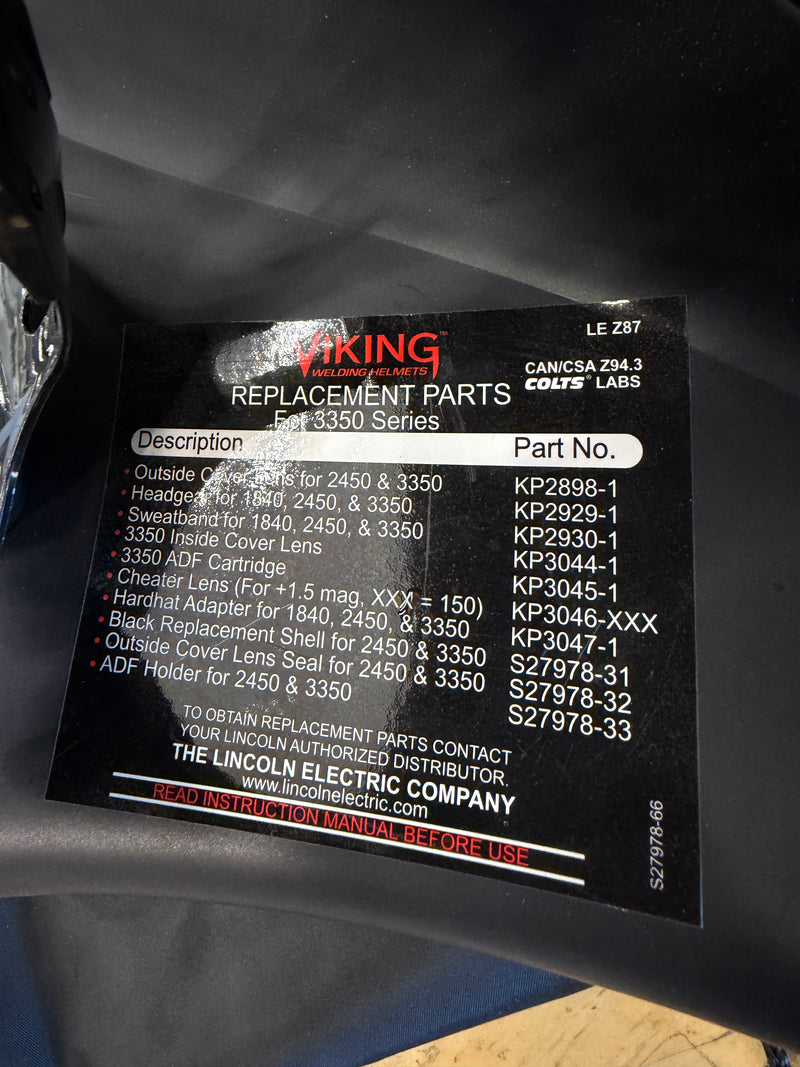 LE Z87
VIKING™
WELDING HELMETS
CAN/CSA Z94.3
COLTS® LABS
REPLACEMENT PARTS
For 3350 Series
Description Part No.
• Outside Cover Lens for 2450 & 3350 KP2898-1
• Headgear for 1840, 2450, & 3350 KP2929-1
• Sweatband for 1840, 2450, & 3350 KP2930-1
• 3350 Inside Cover Lens KP3044-1
• 3350 ADF Cartridge KP3045-1
• Cheater Lens (For +1.5 mag, XXX = 150) KP3046-XXX
• Hardhat Adapter for 1840, 2450, & 3350 KP3047-1
• Black Replacement Shell for 2450 & 3350 S27978-31
• Outside Cover Lens Seal for 2450 & 3350 S27978-32
• ADF Holder for 2450 & 3350 S27978-33
TO OBTAIN REPLACEMENT PARTS CONTACT
YOUR LINCOLN AUTHORIZED DISTRIBUTOR.
THE LINCOLN ELECTRIC COMPANY
www.lincolnelectric.com
READ INSTRUCTION MANUAL BEFORE USE
S27978-66